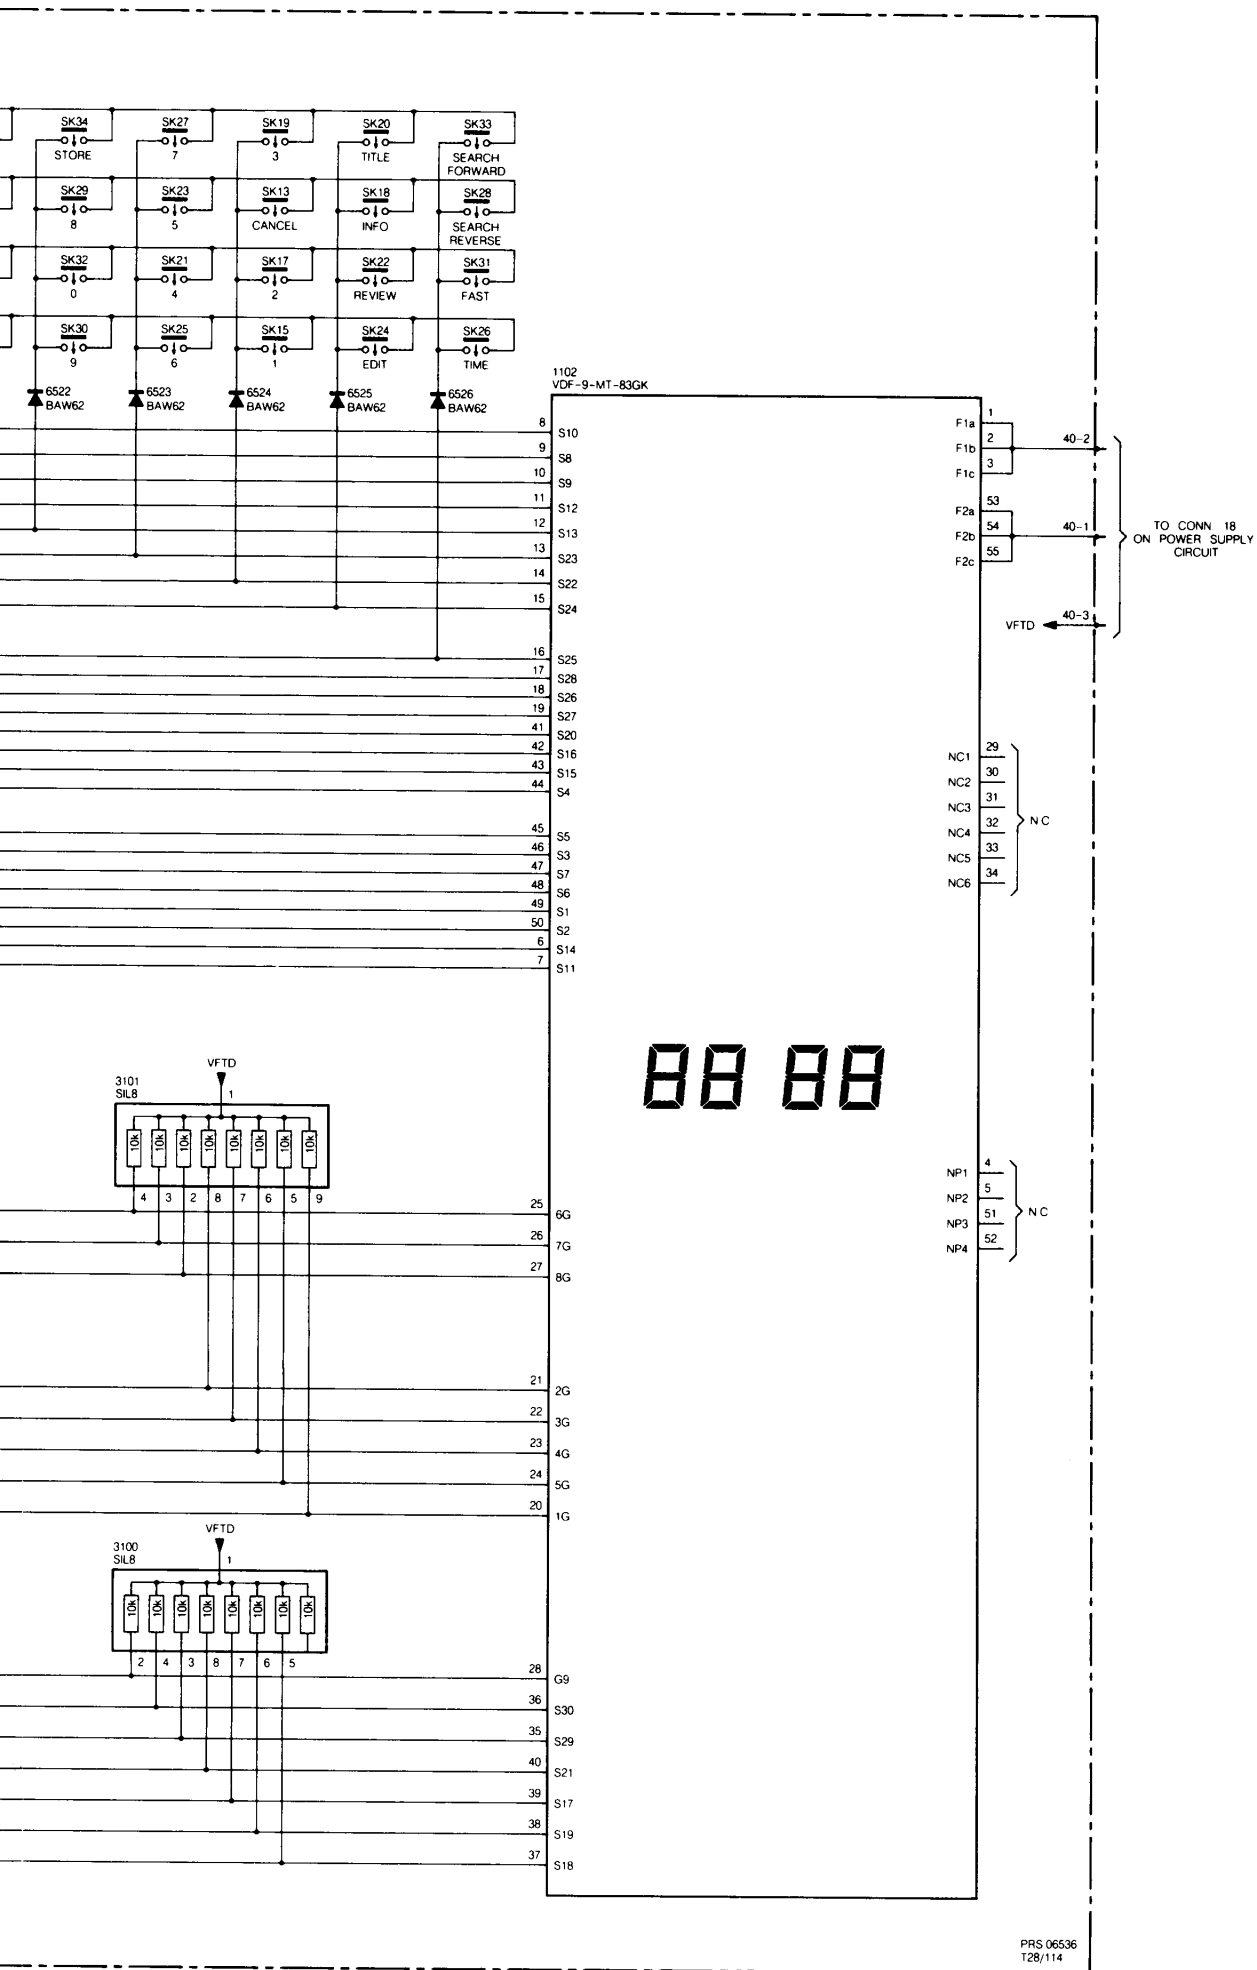 SK34 SK27 SK19 SK20 SK33
STORE 7 3 TITLE SEARCH
FORWARD
SK29 SK23 SK13 SK18 SK28
8 5 CANCEL INFO SEARCH
REVERSE
SK32 SK21 SK17 SK22 SK31
0 4 2 REVIEW FAST
SK30 SK25 SK15 SK24 SK26
9 6 1 EDIT TIME
6522 6523 6524 6525 6526
BAW62 BAW62 BAW62 BAW62 BAW62
1102
VDF-9-MT-83GK
8 S10
9 S8
10 S9
11 S12
12 S13
13 S23
14 S22
15 S24
16 S25
17 S28
18 S26
19 S27
41 S20
42 S16
43 S15
44 S4
45 S5
46 S3
47 S7
48 S6
49 S1
50 S2
6 S14
7 S11
F1a 1
F1b 2 40-2
F1c 3
F2a 53
F2b 54 40-1
F2c 55
VFTD 40-3
TO CONN. 18
ON POWER SUPPLY
CIRCUIT
NC1 29
NC2 30
NC3 31
NC4 32
NC5 33
NC6 34
NC
88 88
NP1 4
NP2 5
NP3 51
NP4 52
NC
VFTD
3101
SIL8
1
10k 10k 10k 10k 10k 10k 10k 10k
4 3 2 8 7 6 5 9
25 6G
26 7G
27 8G
21 2G
22 3G
23 4G
24 5G
20 1G
VFTD
3100
SIL8
1
10k 10k 10k 10k 10k 10k 10k 10k
2 4 3 8 7 6 5
28 G9
36 S30
35 S29
40 S21
39 S17
38 S19
37 S18
PRS 06536
T28/114